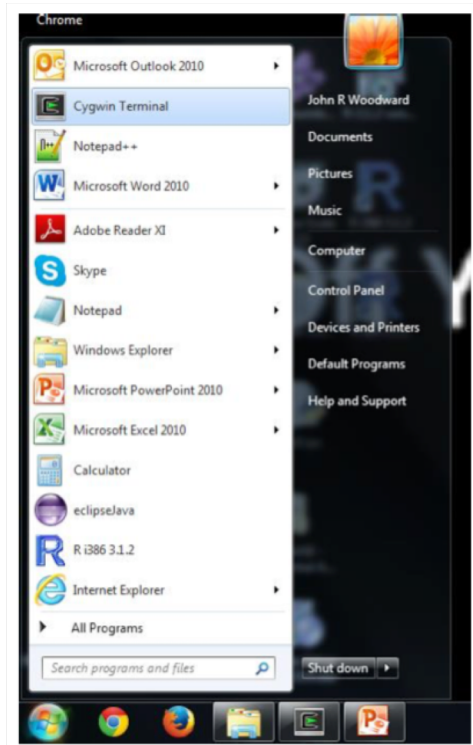 Chrome
Microsoft Outlook 2010
Cygwin Terminal
Notepad++
Microsoft Word 2010
Adobe Reader XI
Skype
Notepad
Windows Explorer
Microsoft PowerPoint 2010
Microsoft Excel 2010
Calculator
eclipseJava
R i386 3.1.2
Internet Explorer
All Programs
Search programs and files
John R Woodward
Documents
Pictures
Music
Computer
Control Panel
Devices and Printers
Default Programs
Help and Support
Shut down